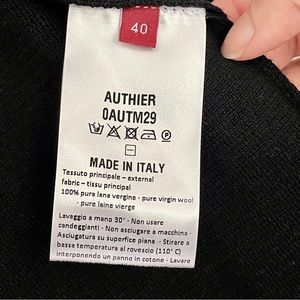 40
AUTHIER
0AUTM29
MADE IN ITALY
Tessuto principale – external
fabric – tissu principal
100% pura lana vergine - pure virgin wool
- pure laine vierge
Lavaggio a mano 30° - Non usare
candeggianti - Non asciugare a macchina -
Asciugatura su superfice piana - Stirare a
bassa temperatura al rovescio (110° C)
interponendo un panno in cotone - Lavare